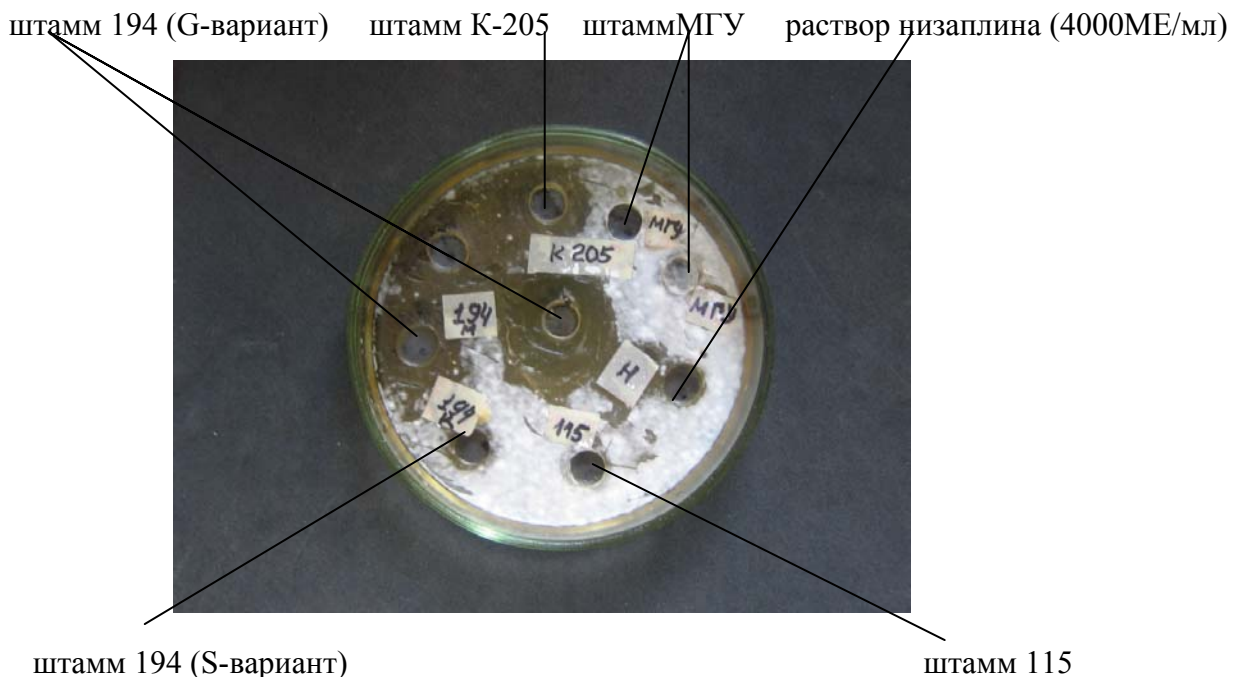 штамм 194 (G-вариант) штамм К-205 штаммМГУ раствор низаплина (4000МЕ/мл)
МГУ
К 205
МГУ
194
М
Н
194
К
115
штамм 194 (S-вариант) штамм 115